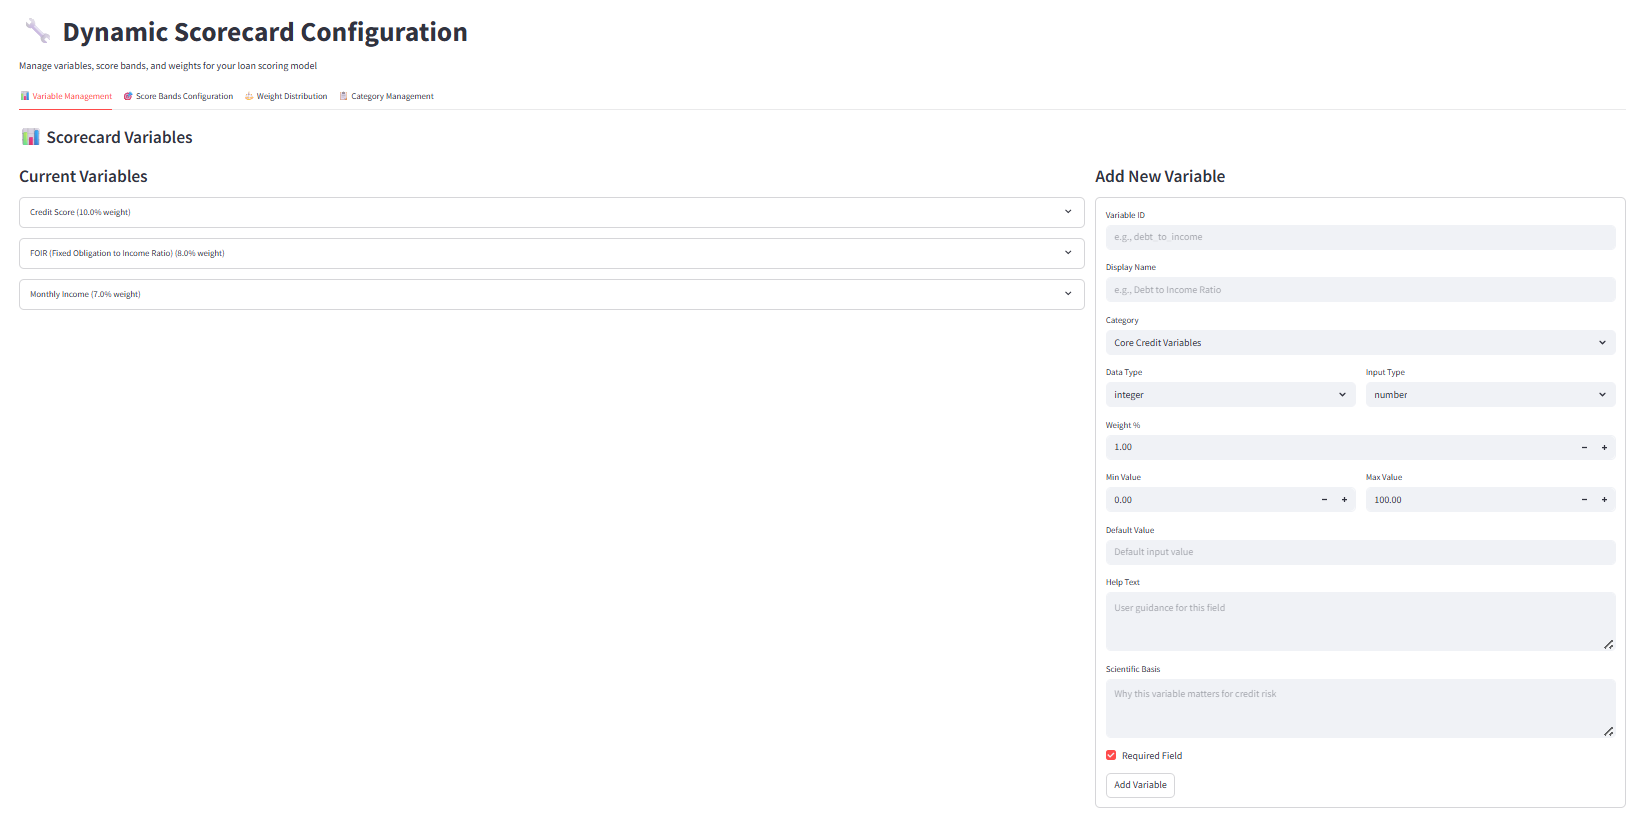 Dynamic Scorecard Configuration
Manage variables, score bands, and weights for your loan scoring model
Variable Management
Score Bands Configuration
Weight Distribution
Category Management
Scorecard Variables
Current Variables
Credit Score (10.0% weight)
FOIR (Fixed Obligation to Income Ratio) (8.0% weight)
Monthly Income (7.0% weight)
Add New Variable
Variable ID
e.g., debt_to_income
Display Name
e.g., Debt to Income Ratio
Category
Core Credit Variables
Data Type
Input Type
integer
number
Weight %
1.00
Min Value
Max Value
0.00
100.00
Default Value
Default input value
Help Text
User guidance for this field
Scientific Basis
Why this variable matters for credit risk
Required Field
Add Variable